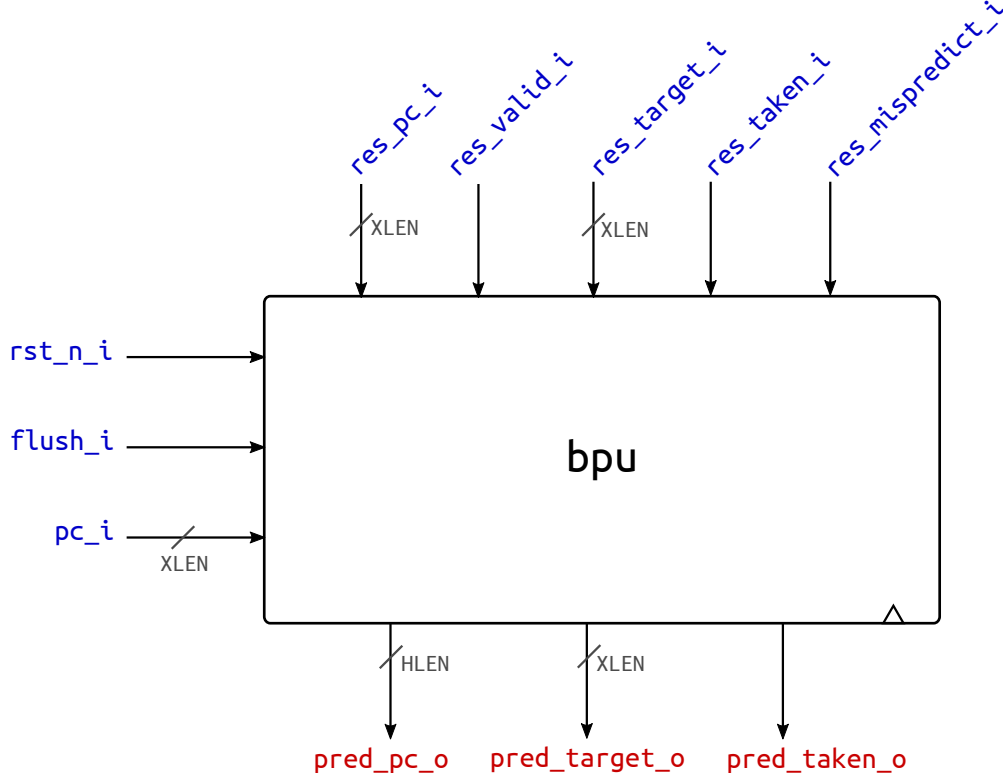 res_pc_i
res_valid_i
res_target_i
res_taken_i
res_mispredict_i
XLEN
XLEN
rst_n_i
flush_i
bpu
pc_i
XLEN
HLEN
XLEN
pred_pc_o
pred_target_o
pred_taken_o